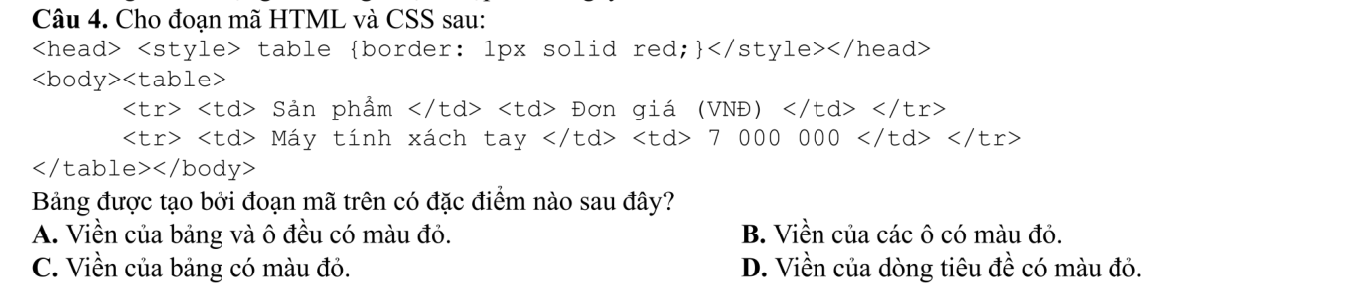 Câu 4. Cho đoạn mã HTML và CSS sau:
<head> <style> table {border: 1px solid red;}</style></head>
<body><table>
<tr> <td> Sản phẩm </td> <td> Đơn giá (VNĐ) </td> </tr>
<tr> <td> Máy tính xách tay </td> <td> 7 000 000 </td> </tr>
</table></body>
Bảng được tạo bởi đoạn mã trên có đặc điểm nào sau đây?
A. Viền của bảng và ô đều có màu đỏ. B. Viền của các ô có màu đỏ.
C. Viền của bảng có màu đỏ. D. Viền của dòng tiêu đề có màu đỏ.